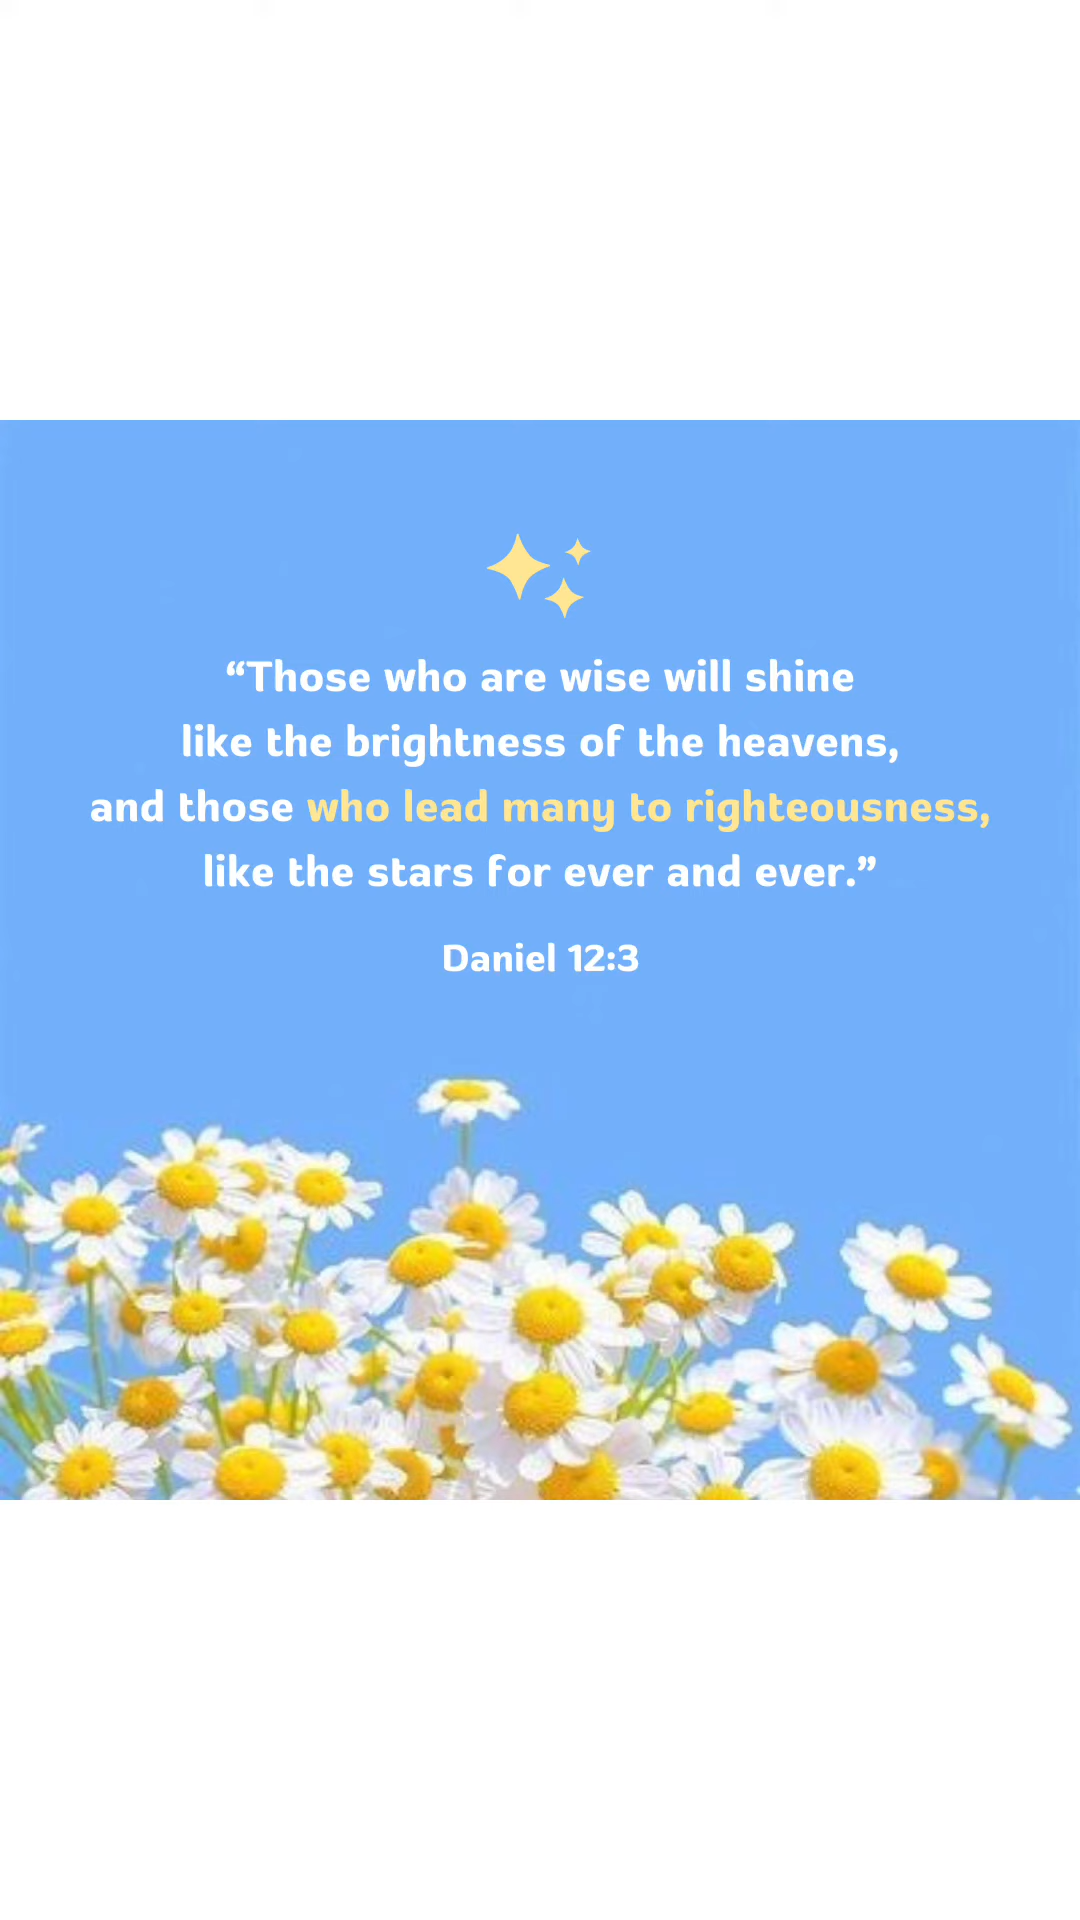 “Those who are wise will shine
like the brightness of the heavens,
and those who lead many to righteousness,
like the stars for ever and ever.”
Daniel 12:3